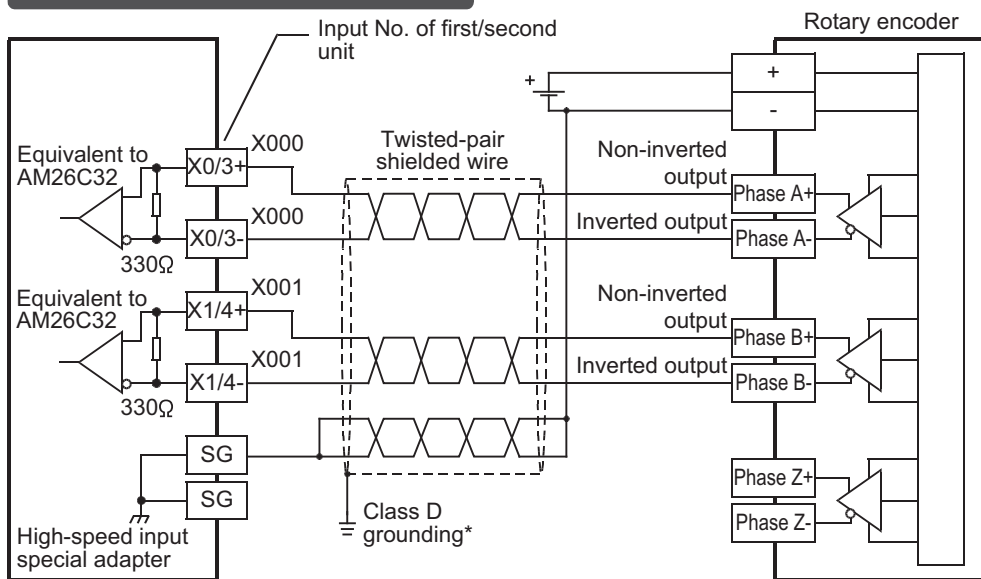 Input No. of first/second
unit
Rotary encoder
+
+
-
Equivalent to
AM26C32
X0/3+
X000
Twisted-pair
shielded wire
Non-inverted
output
Phase A+
X0/3-
X000
Inverted output
Phase A-
330Ω
Equivalent to
AM26C32
X1/4+
X001
Non-inverted
output
Phase B+
X1/4-
X001
Inverted output
Phase B-
330Ω
SG
SG
Phase Z+
Phase Z-
Class D
grounding*
High-speed input
special adapter